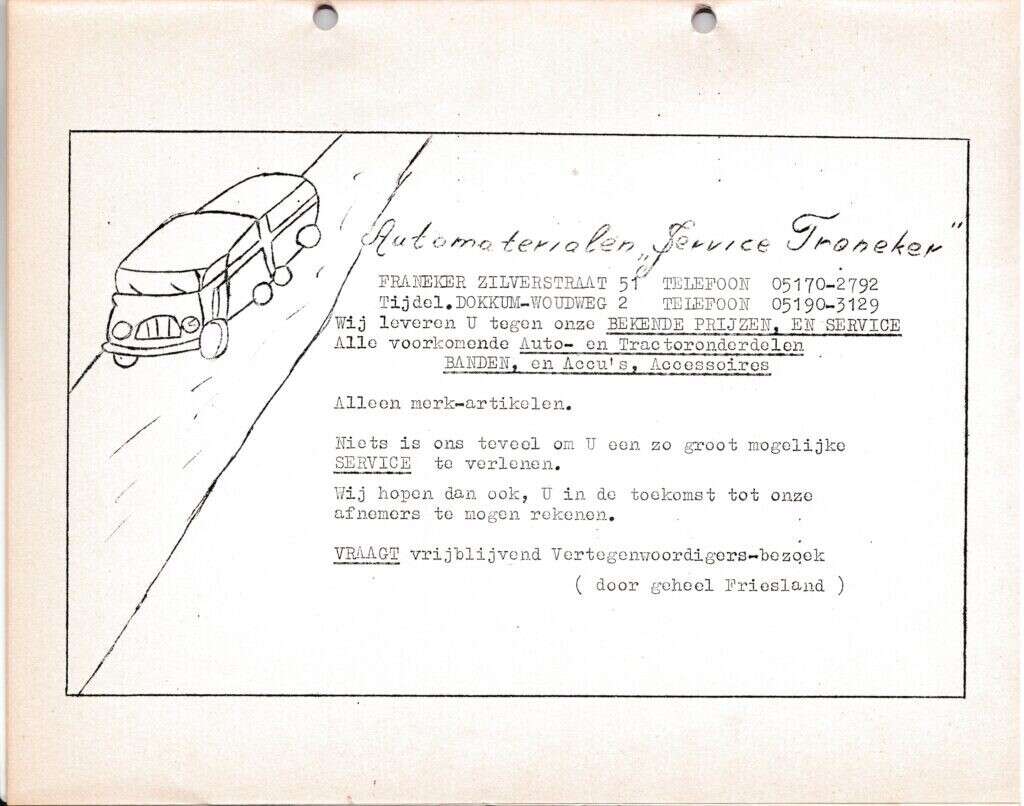 Automaterialen „Service Franeker"
FRANEKER ZILVERSTRAAT 51 TELEFOON 05170-2792
Tijdel.DOKKUM-WOUDWEG 2 TELEFOON 05190-3129
Wij leveren U tegen onze BEKENDE PRIJZEN, EN SERVICE
Alle voorkomende Auto- en Tractoronderdelen
BANDEN, en Accu's, Accessoires
Alleen merk-artikelen.
Niets is ons teveel om U een zo groot mogelijke
SERVICE te verlenen.
Wij hopen dan ook, U in de toekomst tot onze
afnemers te mogen rekenen.
VRAAGT vrijblijvend Vertegenwoordigers-bezoek
( door geheel Friesland )